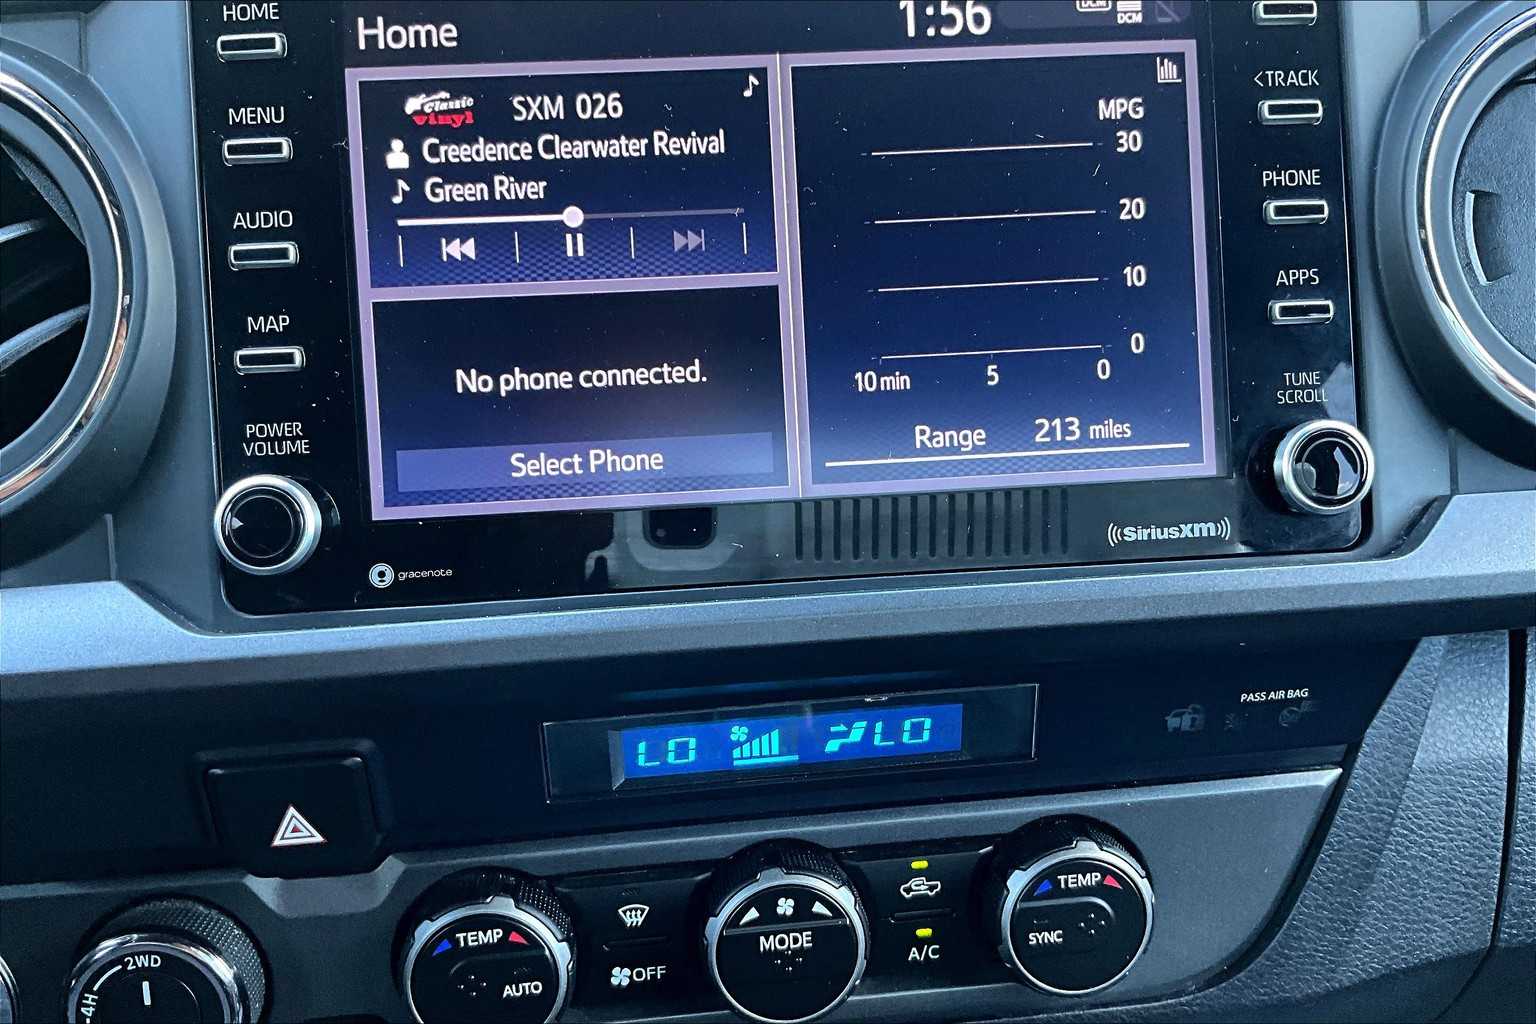 HOME
MENU
AUDIO
MAP
POWER
VOLUME
Home
1:56
DCM
DCM
Classic
Vinyl
SXM 026
Creedence Clearwater Revival
Green River
No phone connected.
Select Phone
MPG
30
20
10
0
10 min
5
0
Range 213 miles
<TRACK
PHONE
APPS
TUNE
SCROLL
gracenote
((SiriusXM))
LO
LO
PASS AIR BAG
2WD
4H
TEMP
AUTO
OFF
MODE
A/C
TEMP
SYNC